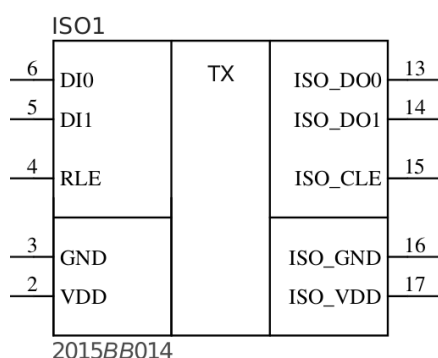 ISO1
TX
6 DI0 ISO_DO0 13
5 DI1 ISO_DO1 14
4 RLE ISO_CLE 15
3 GND ISO_GND 16
2 VDD ISO_VDD 17
2015BB014